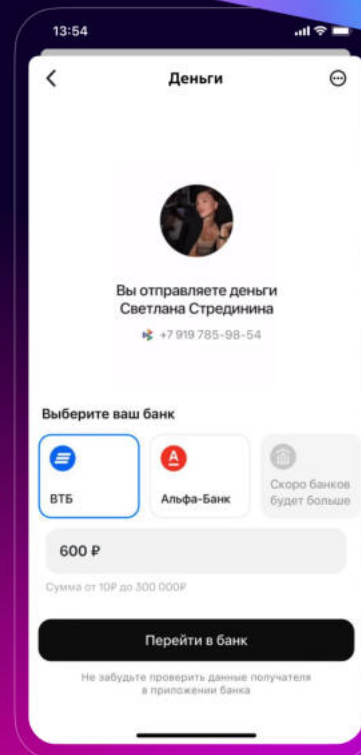 13:54
Деньги
Вы отправляете деньги
Светлана Стрединина
+7 919 785-98-54
Выберите ваш банк
ВТБ
Альфа-Банк
Скоро банков
будет больше
600 ₽
Сумма от 10₽ до 300 000₽
Перейти в банк
Не забудьте проверить данные получателя
в приложении банка